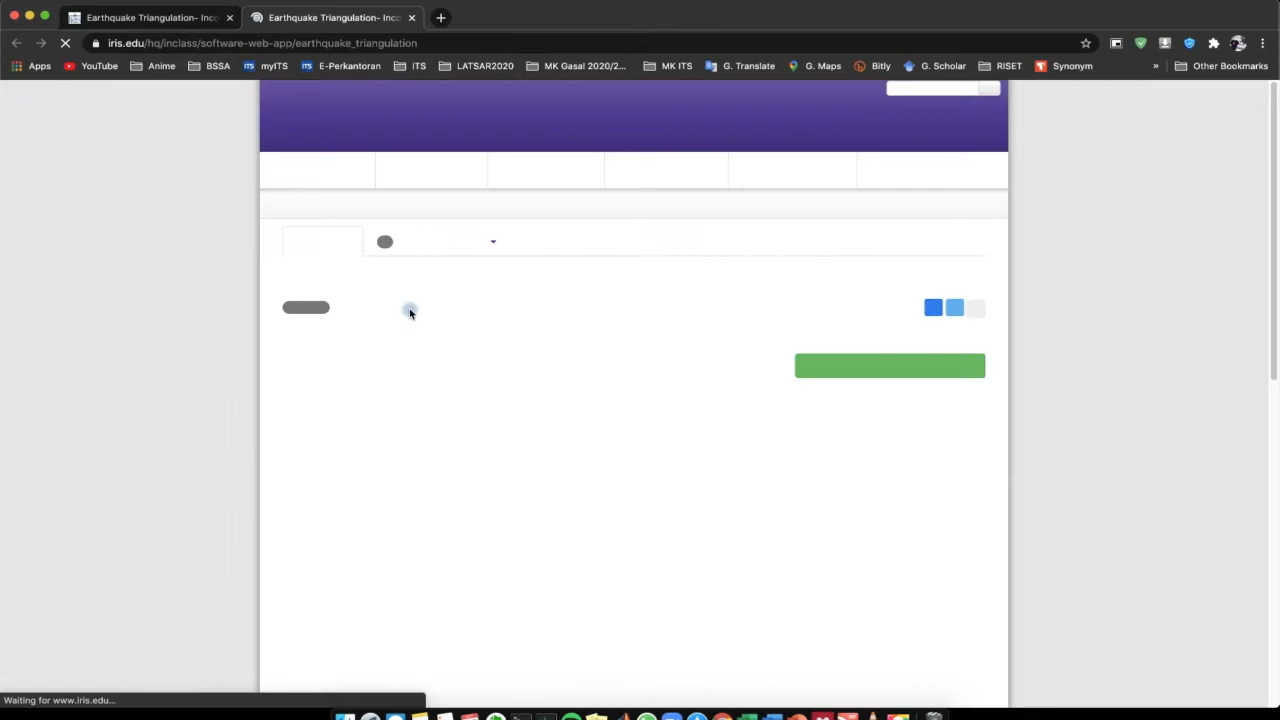 Earthquake Triangulation- Inco
Earthquake Triangulation- Inco
iris.edu/hq/inclass/software-web-app/earthquake_triangulation
Apps YouTube Anime BSSA myITS E-Perkantoran ITS LATSAR2020 MK Gasal 2020/2... MK ITS G. Translate G. Maps Bitly G. Scholar RISET Synonym » Other Bookmarks
Waiting for www.iris.edu...